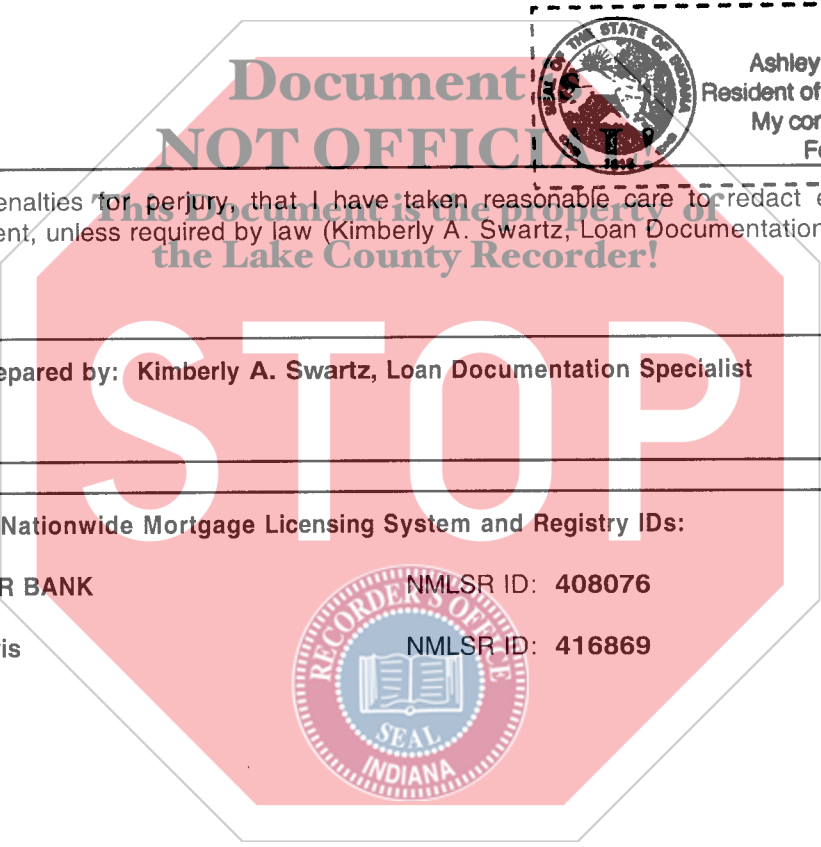 SEAL OF THE STATE OF INDIANA
1816
Ashley
Resident of
My con
Fo
Document is
NOT OFFICIAL!
This Document is the property of
the Lake County Recorder!
enalties for perjury, that I have taken reasonable care to redact e
ent, unless required by law (Kimberly A. Swartz, Loan Documentation
STOP
epared by: Kimberly A. Swartz, Loan Documentation Specialist
Nationwide Mortgage Licensing System and Registry IDs:
R BANK NMLSR ID: 408076
vis NMLSR ID: 416869
RECORDER'S OFFICE
SEAL
INDIANA